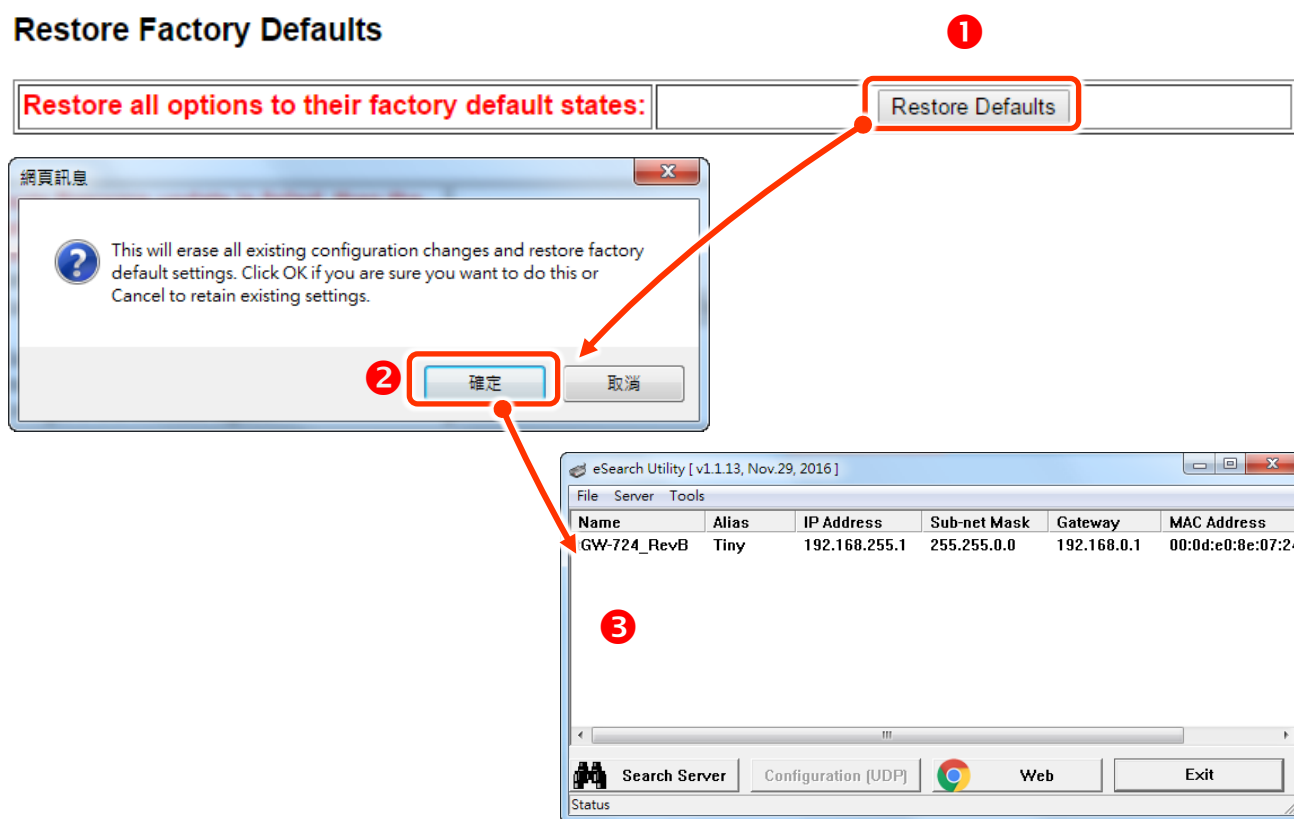 Restore Factory Defaults
❶
Restore all options to their factory default states:
Restore Defaults
網頁訊息
This will erase all existing configuration changes and restore factory
default settings. Click OK if you are sure you want to do this or
Cancel to retain existing settings.
❷
確定
取消
eSearch Utility [ v1.1.13, Nov.29, 2016 ]
File Server Tools
Name Alias IP Address Sub-net Mask Gateway MAC Address
GW-724_RevB Tiny 192.168.255.1 255.255.0.0 192.168.0.1 00:0d:e0:8e:07:24
❸
Search Server
Configuration (UDP)
Web
Exit
Status